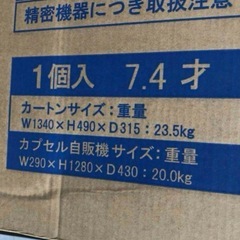 精密機器につき取扱注意
1個入 7.4才
カートンサイズ：重量
W1340×H490×D315：23.5kg
カプセル自販機サイズ：重量
W290×H1280×D430：20.0kg